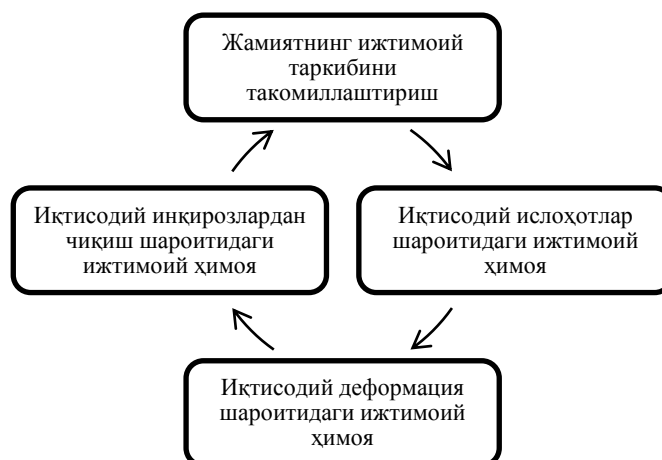 Жамиятнинг ижтимоий
таркибини
такомиллаштириш
Иқтисодий инқирозлардан
чиқиш шароитидаги
ижтимоий ҳимоя
Иқтисодий ислоҳотлар
шароитидаги ижтимоий
ҳимоя
Иқтисодий деформация
шароитидаги ижтимоий
ҳимоя